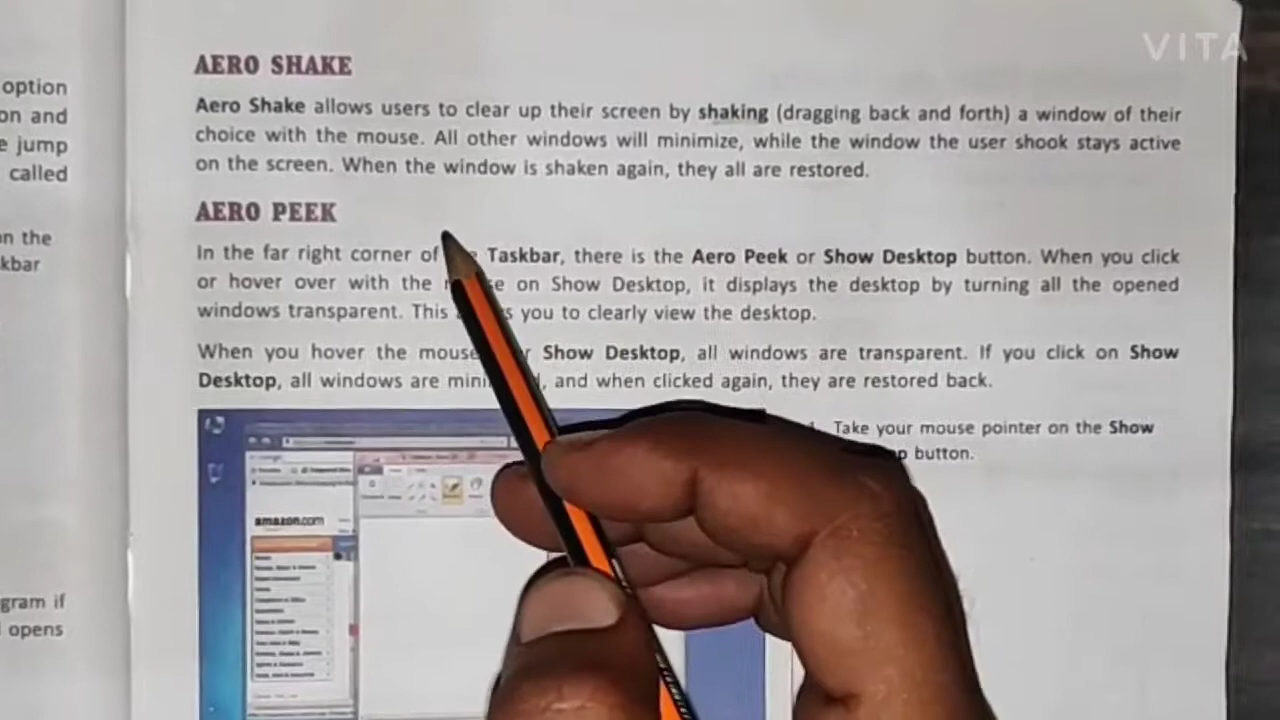 VITA
option
on and
e jump
called
on the
kbar
gram if
opens
AERO SHAKE
Aero Shake allows users to clear up their screen by shaking (dragging back and forth) a window of their
choice with the mouse. All other windows will minimize, while the window the user shook stays active
on the screen. When the window is shaken again, they all are restored.
AERO PEEK
In the far right corner of Taskbar, there is the Aero Peek or Show Desktop button. When you click
or hover over with the se on Show Desktop, it displays the desktop by turning all the opened
windows transparent. This s you to clearly view the desktop.
When you hover the mouse r Show Desktop, all windows are transparent. If you click on Show
Desktop, all windows are mini d, and when clicked again, they are restored back.
amazon.com
Take your mouse pointer on the Show
p button.